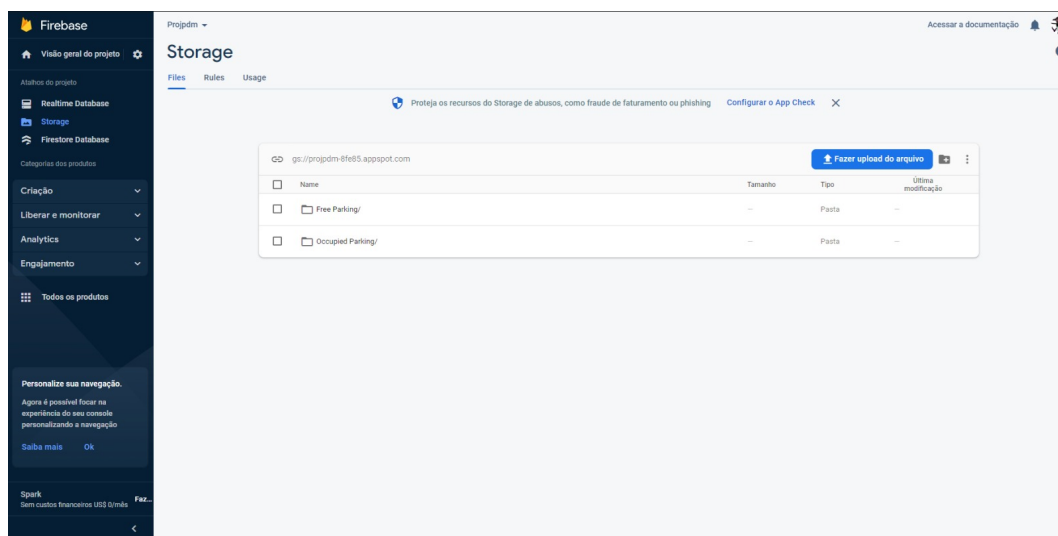 Firebase
Visão geral do projeto
Atalhos do projeto
Realtime Database
Storage
Firestore Database
Categorias dos produtos
Criação
Liberar e monitorar
Analytics
Engajamento
Todos os produtos
Personalize sua navegação.
Agora é possível focar na
experiência do seu console
personalizando a navegação
Saiba mais Ok
Spark
Sem custos financeiros US$ 0/mês Faz...
Projpdm
Acessar a documentação
Storage
Files Rules Usage
Proteja os recursos do Storage de abusos, como fraude de faturamento ou phishing Configurar o App Check
gs://projpdm-8fe85.appspot.com
Fazer upload do arquivo
Name Tamanho Tipo Última modificação
Free Parking/ — Pasta —
Occupied Parking/ — Pasta —